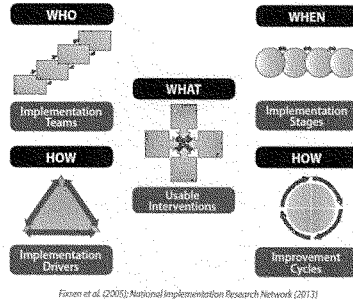 WHO
Implementation
Teams
WHEN
Implementation
Stages
WHAT
Usable
Interventions
HOW
Implementation
Drivers
HOW
Improvement
Cycles
Fixsen et al. (2005); National Implementation Research Network (2013)